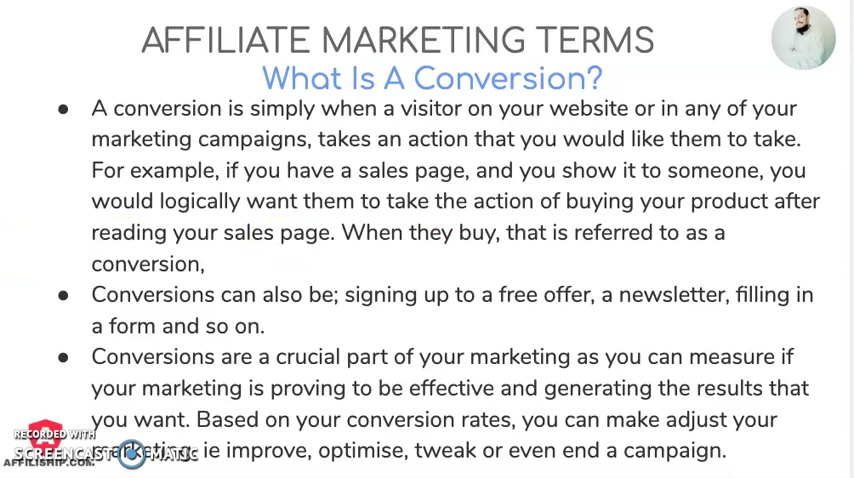 AFFILIATE MARKETING TERMS
What Is A Conversion?
● A conversion is simply when a visitor on your website or in any of your
marketing campaigns, takes an action that you would like them to take.
For example, if you have a sales page, and you show it to someone, you
would logically want them to take the action of buying your product after
reading your sales page. When they buy, that is referred to as a
conversion,
● Conversions can also be; signing up to a free offer, a newsletter, filling in
a form and so on.
● Conversions are a crucial part of your marketing as you can measure if
your marketing is proving to be effective and generating the results that
you want. Based on your conversion rates, you can make adjust your
marketing, ie improve, optimise, tweak or even end a campaign.
RECORDED WITH
SCREENCAST MATIC
AFFILISHIP.COM